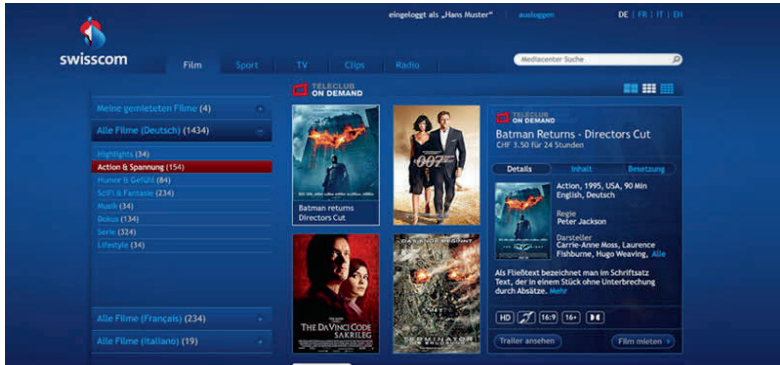 eingeloggt als „Hans Muster“ ausloggen DE | FR | IT | EN
swisscom
Film Sport TV Clips Radio
Mediacenter Suche
TELECLUB
ON DEMAND
Meine gemieteten Filme (4)
Alle Filme (Deutsch) (1434)
Highlights (34)
Action & Spannung (154)
Humor & Gefühl (84)
SciFi & Fantasie (234)
Musik (34)
Dokus (134)
Serie (324)
Lifestyle (34)
Alle Filme (Français) (234)
Alle Filme (Italiano) (19)
Batman returns
Directors Cut
007
THE DA VINCI CODE
SAKRILEG
DAS ENDE BEGINNT
TERMINATOR
DIE ERLÖSUNG
TELECLUB
ON DEMAND
Batman Returns - Directors Cut
CHF 3.50 für 24 Stunden
Details Inhalt Besetzung
Action, 1995, USA, 90 Min
English, Deutsch
Regie
Peter Jackson
Darsteller
Carrie-Anne Moss, Laurence
Fishburne, Hugo Weaving, Alle
Als Fließtext bezeichnet man im Schriftsatz
Text, der in einem Stück ohne Unterbrechung
durch Absätze. Mehr
HD 16:9 16+
Trailer ansehen Film mieten